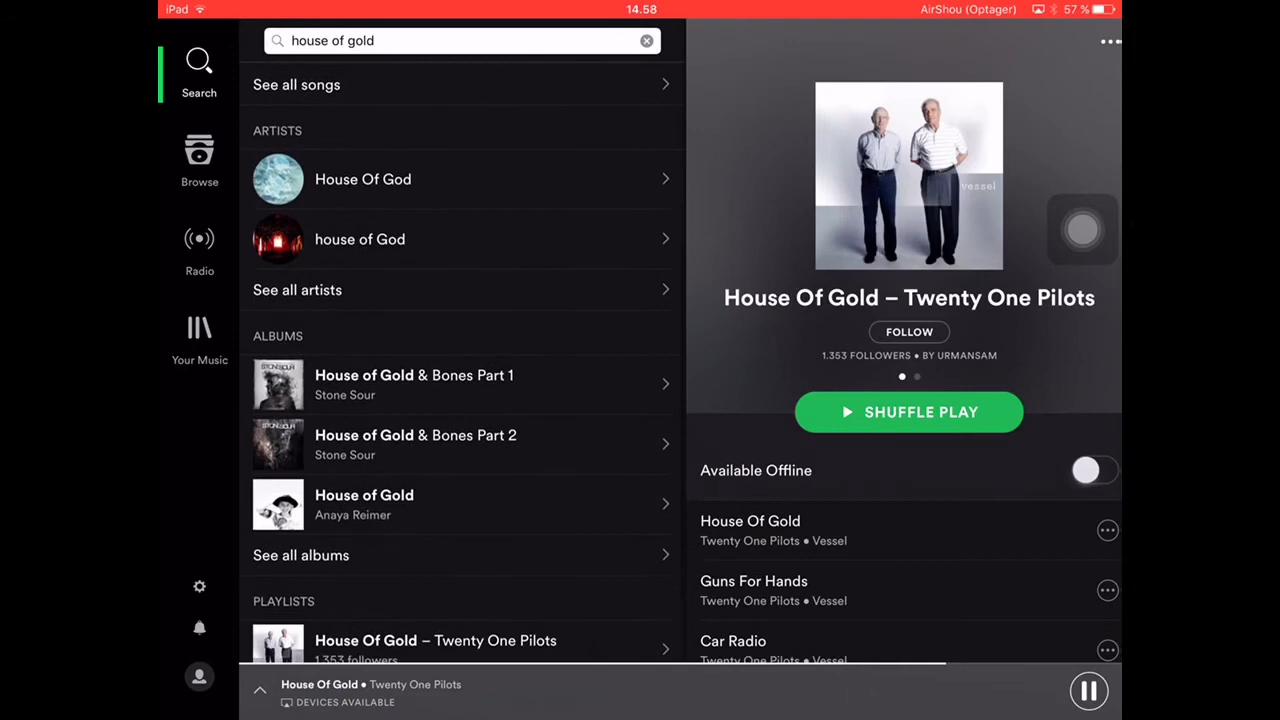 iPad
14.58
AirShou (Optager)
57 %
Search
Browse
Radio
Your Music
house of gold
See all songs
ARTISTS
House Of God
house of God
See all artists
ALBUMS
House of Gold & Bones Part 1
Stone Sour
House of Gold & Bones Part 2
Stone Sour
House of Gold
Anaya Reimer
See all albums
PLAYLISTS
House Of Gold – Twenty One Pilots
1.353 followers
vessel
House Of Gold – Twenty One Pilots
FOLLOW
1.353 FOLLOWERS • BY URMANSAM
SHUFFLE PLAY
Available Offline
House Of Gold
Twenty One Pilots • Vessel
Guns For Hands
Twenty One Pilots • Vessel
Car Radio
Twenty One Pilots • Vessel
House Of Gold • Twenty One Pilots
DEVICES AVAILABLE